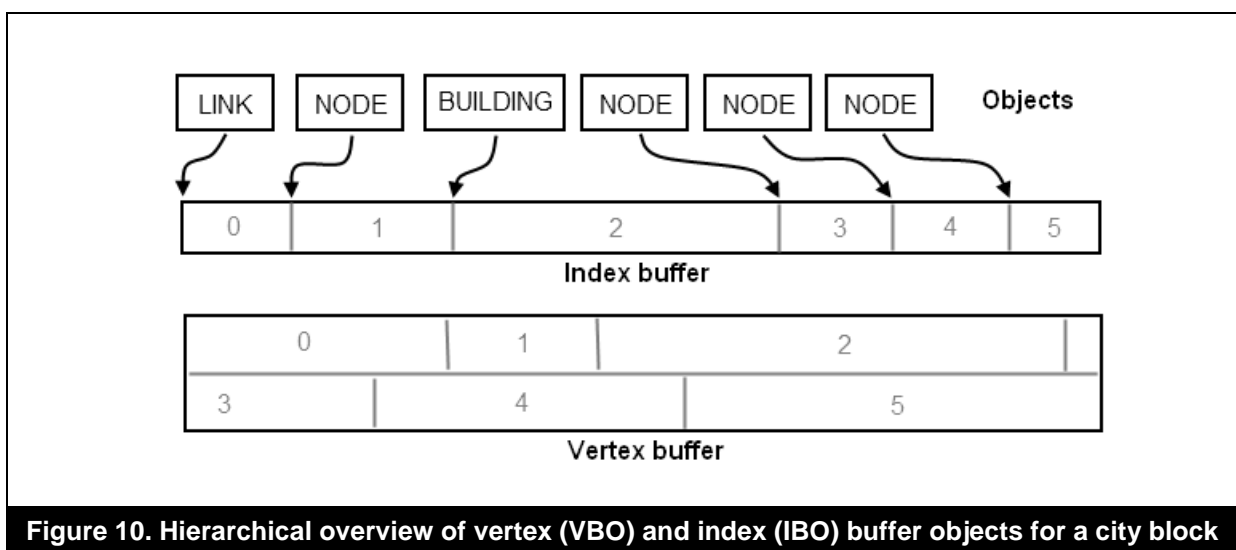 LINK NODE BUILDING NODE NODE NODE Objects
0 1 2 3 4 5
Index buffer
0 1 2
3 4 5
Vertex buffer
Figure 10. Hierarchical overview of vertex (VBO) and index (IBO) buffer objects for a city block